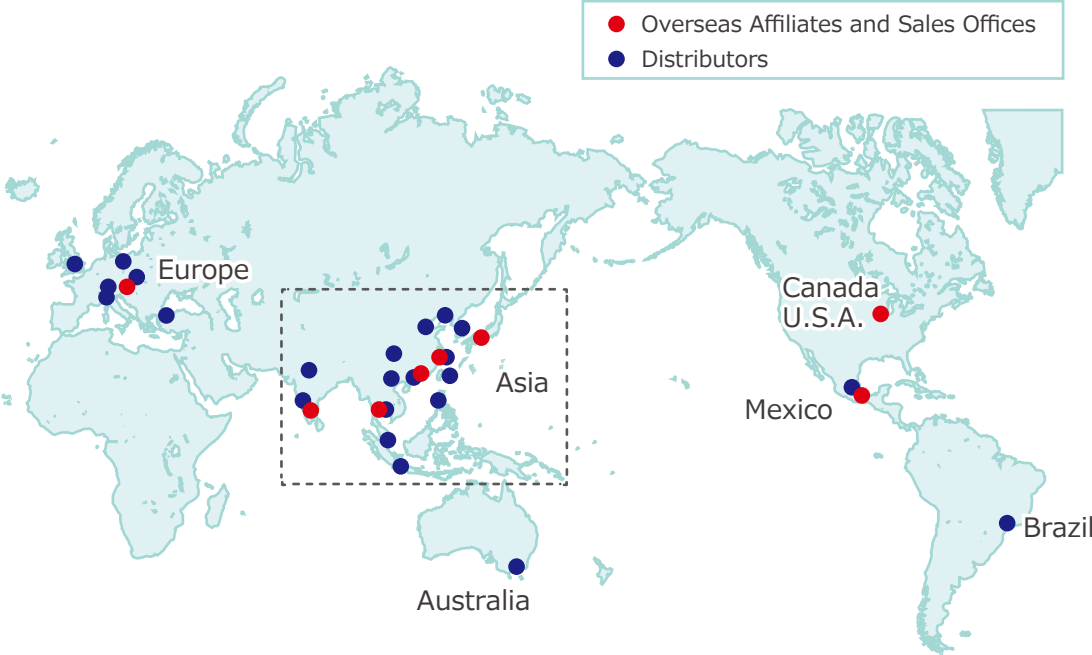 Overseas Affiliates and Sales Offices
Distributors
Europe
Canada
U.S.A.
Asia
Mexico
Brazil
Australia